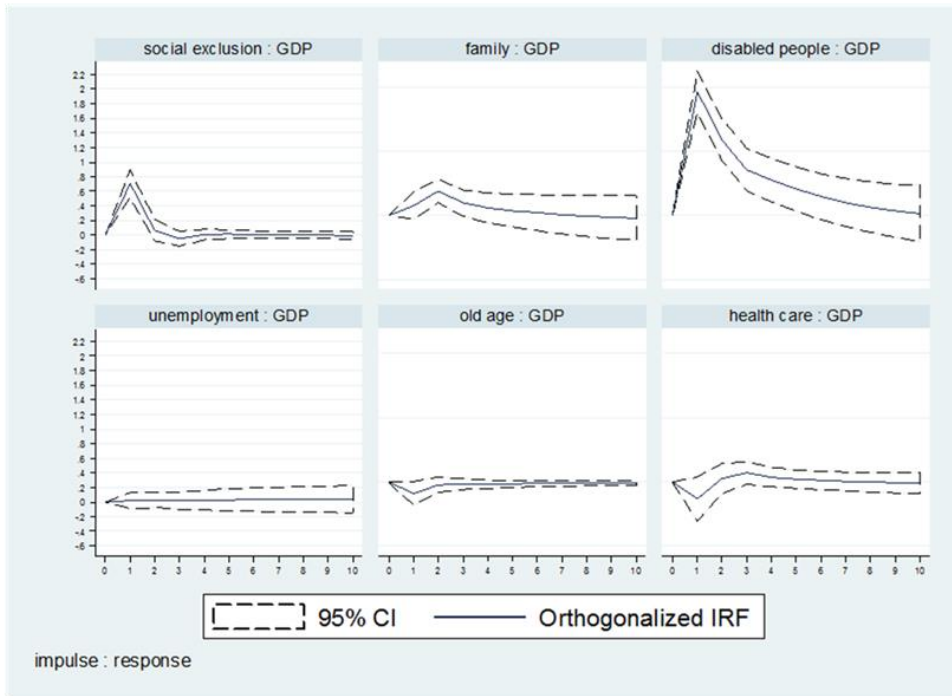 social exclusion : GDP
family : GDP
disabled people : GDP
2.2
2
1.8
1.6
1.4
1.2
1
.8
.6
.4
.2
0
-.2
-.4
-.6
unemployment : GDP
old age : GDP
health care : GDP
2.2
2
1.8
1.6
1.4
1.2
1
.8
.6
.4
.2
0
-.2
-.4
-.6
0 1 2 3 4 5 6 7 8 9 10
0 1 2 3 4 5 6 7 8 9 10
0 1 2 3 4 5 6 7 8 9 10
95% CI
Orthogonalized IRF
impulse : response